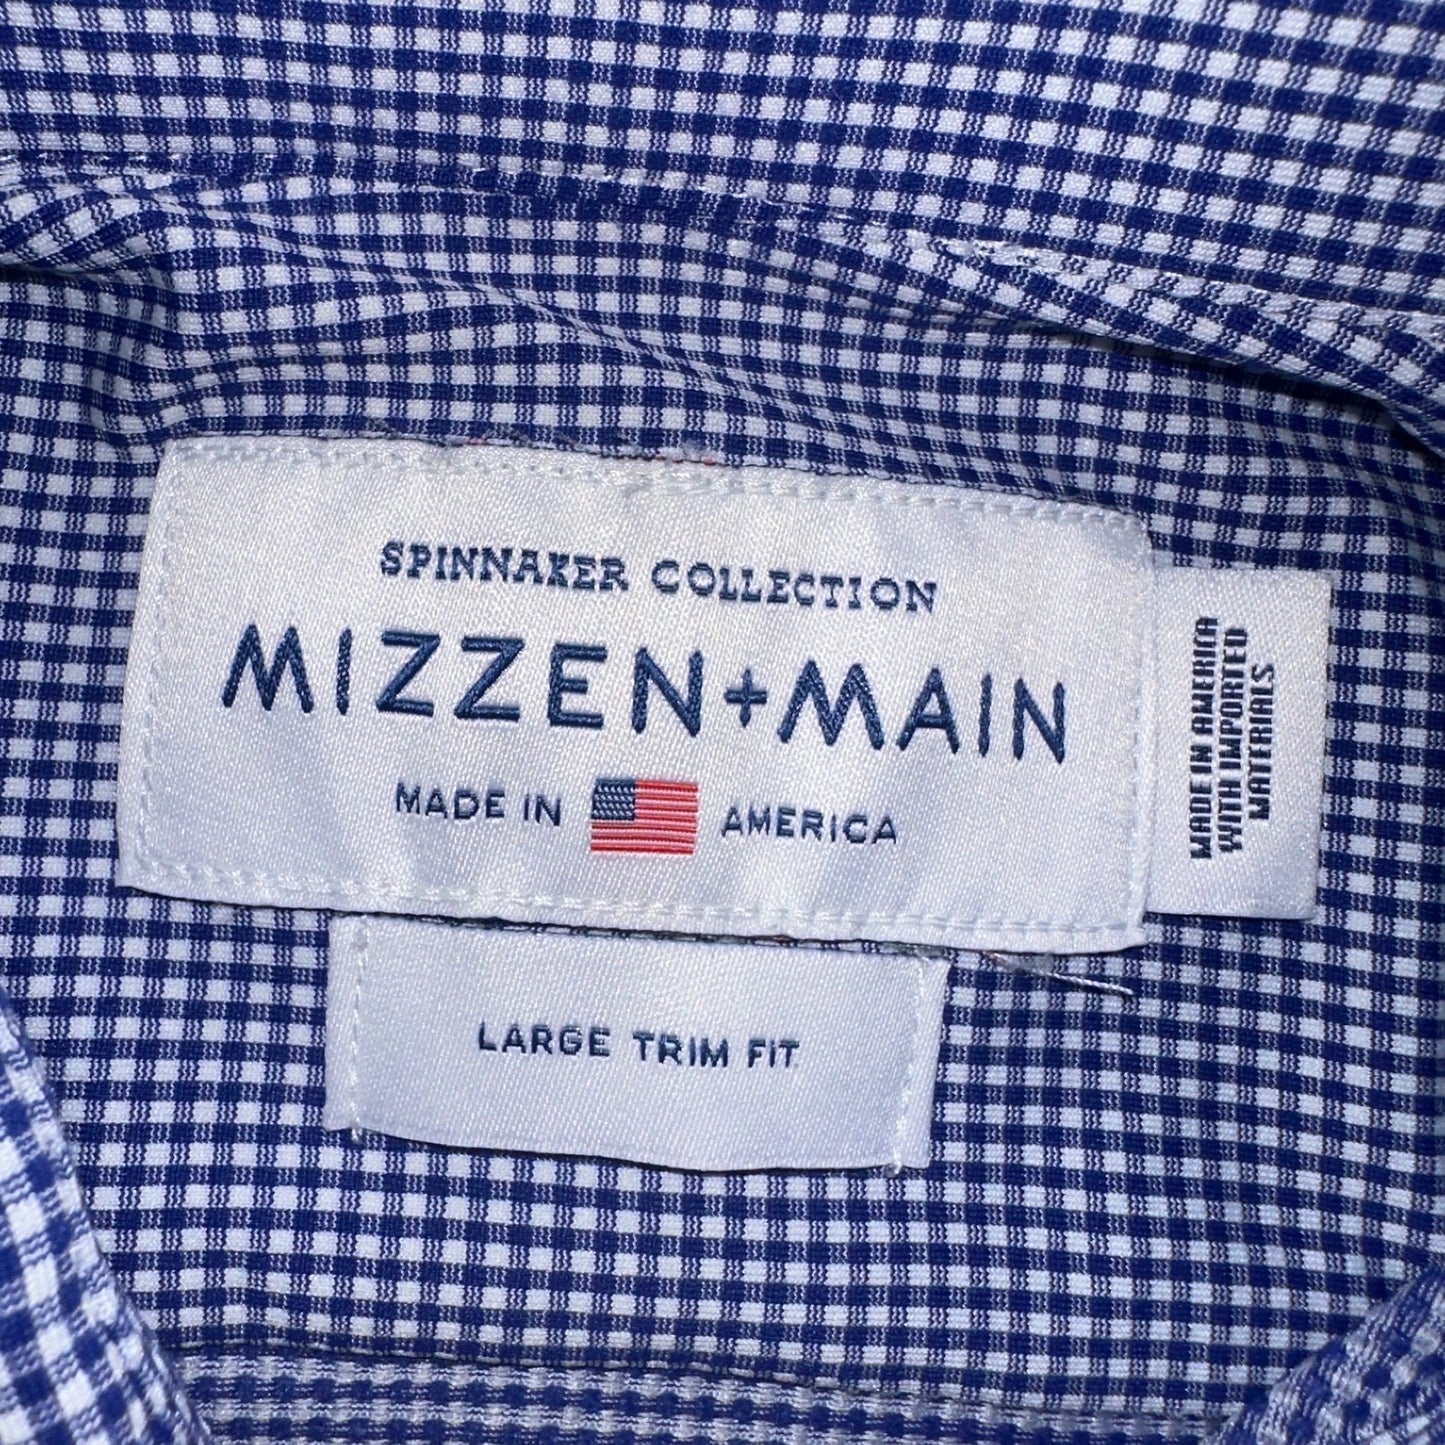 SPINNAKER COLLECTION
MIZZEN+MAIN
MADE IN AMERICA
LARGE TRIM FIT
MADE IN AMERICA
WITH IMPORTED
MATERIALS